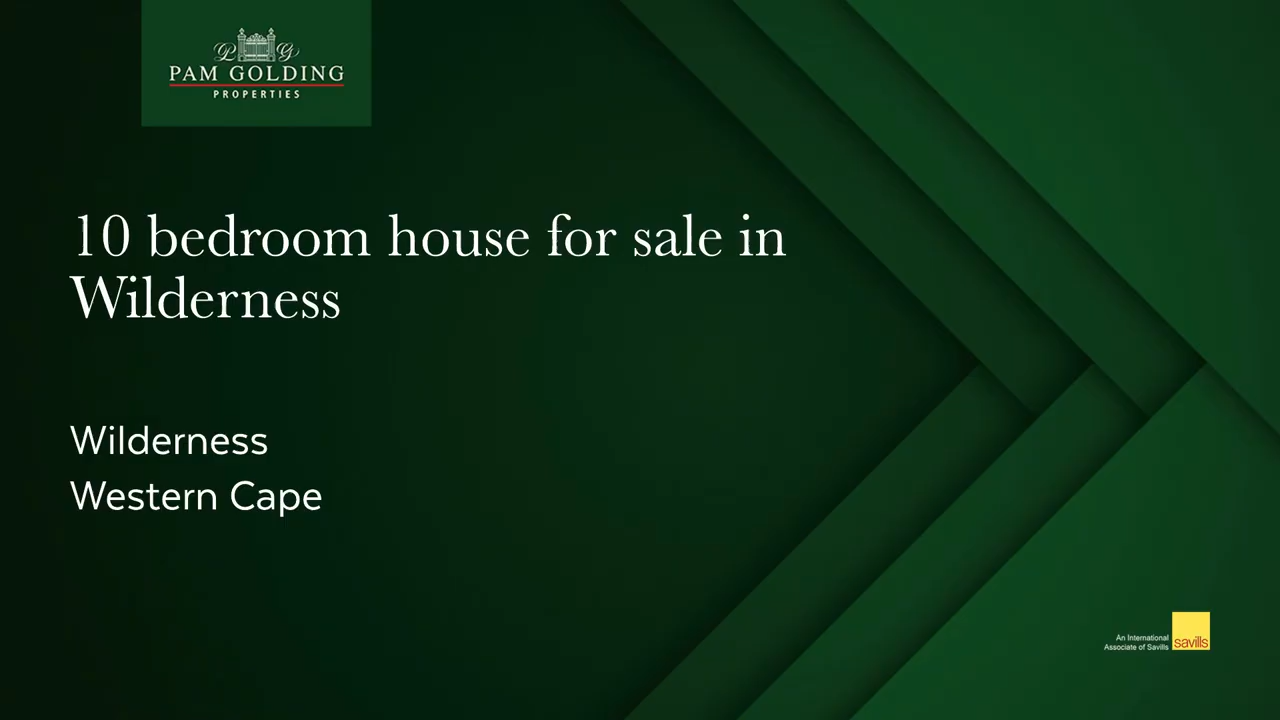 PG
PAM GOLDING
PROPERTIES
10 bedroom house for sale in
Wilderness
Wilderness
Western Cape
An International
Associate of Savills
savills